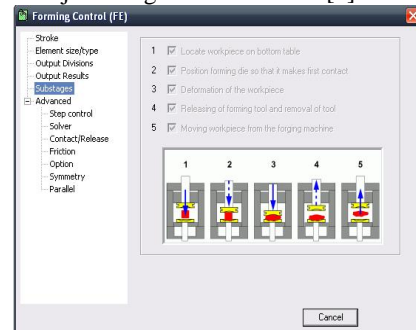 Forming Control (FE)
Stroke
Element size/type
Output Divisions
Output Results
Substages
Advanced
Step control
Solver
Contact/Release
Friction
Option
Symmetry
Parallel
1 Locate workpiece on bottom table
2 Position forming die so that it makes first contact
3 Deformation of the workpiece
4 Releasing of forming tool and removal of tool
5 Moving workpiece from the forging machine
1 2 3 4 5
Cancel